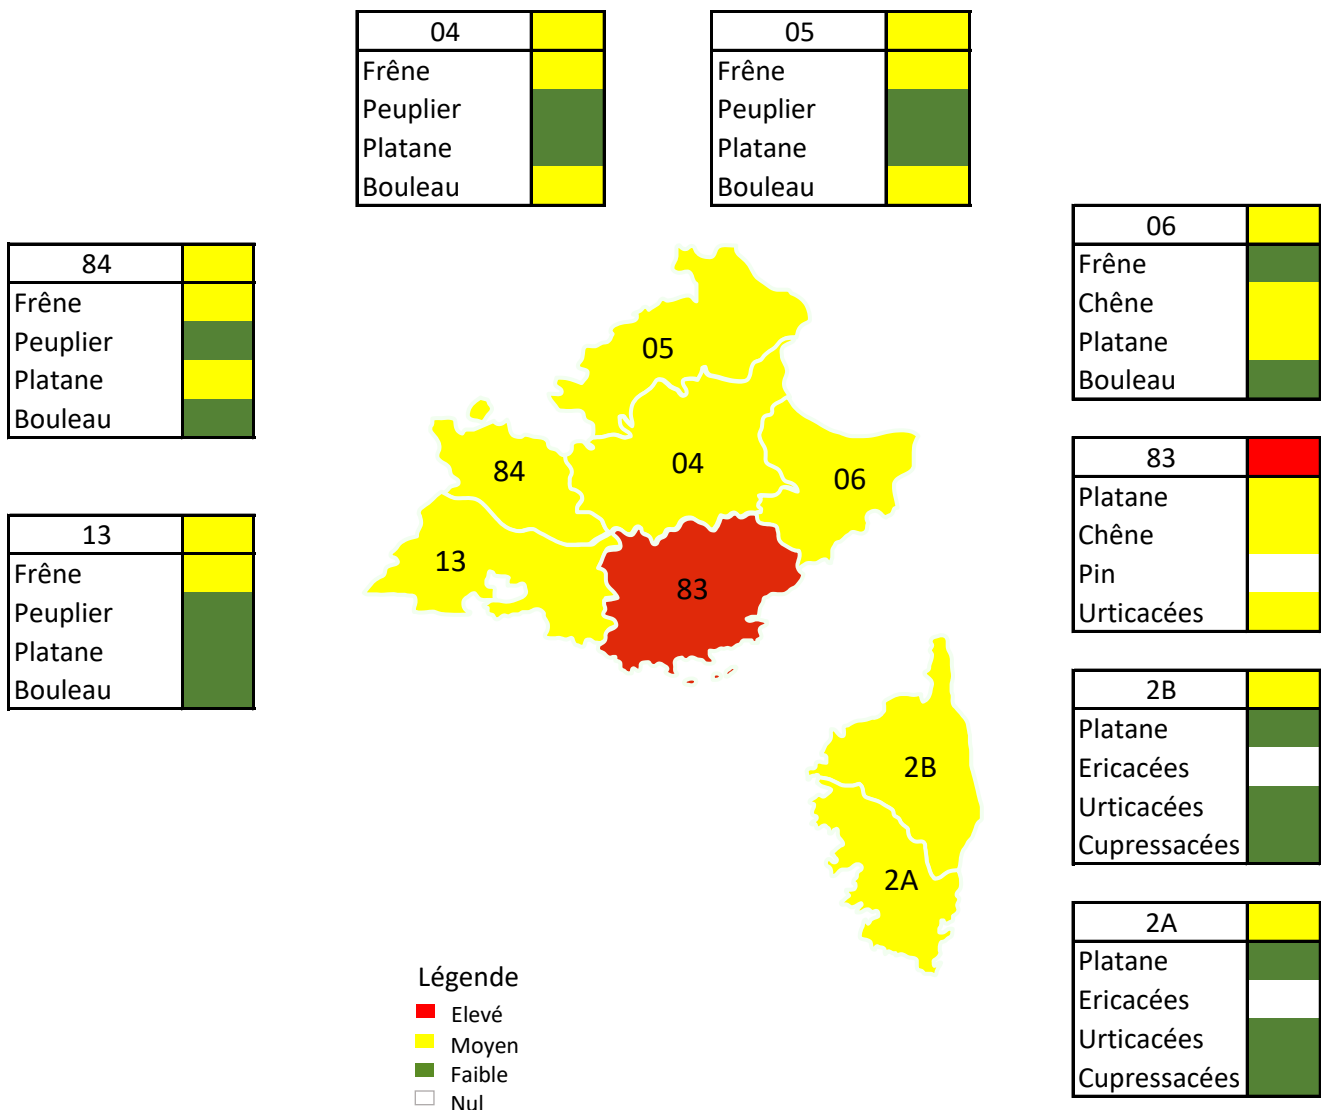 04
Frêne
Peuplier
Platane
Bouleau
05
Frêne
Peuplier
Platane
Bouleau
84
Frêne
Peuplier
Platane
Bouleau
13
Frêne
Peuplier
Platane
Bouleau
06
Frêne
Chêne
Platane
Bouleau
83
Platane
Chêne
Pin
Urticacées
2B
Platane
Ericacées
Urticacées
Cupressacées
2A
Platane
Ericacées
Urticacées
Cupressacées
05
04
84
06
13
83
2B
2A
Légende
Elevé
Moyen
Faible
Nul